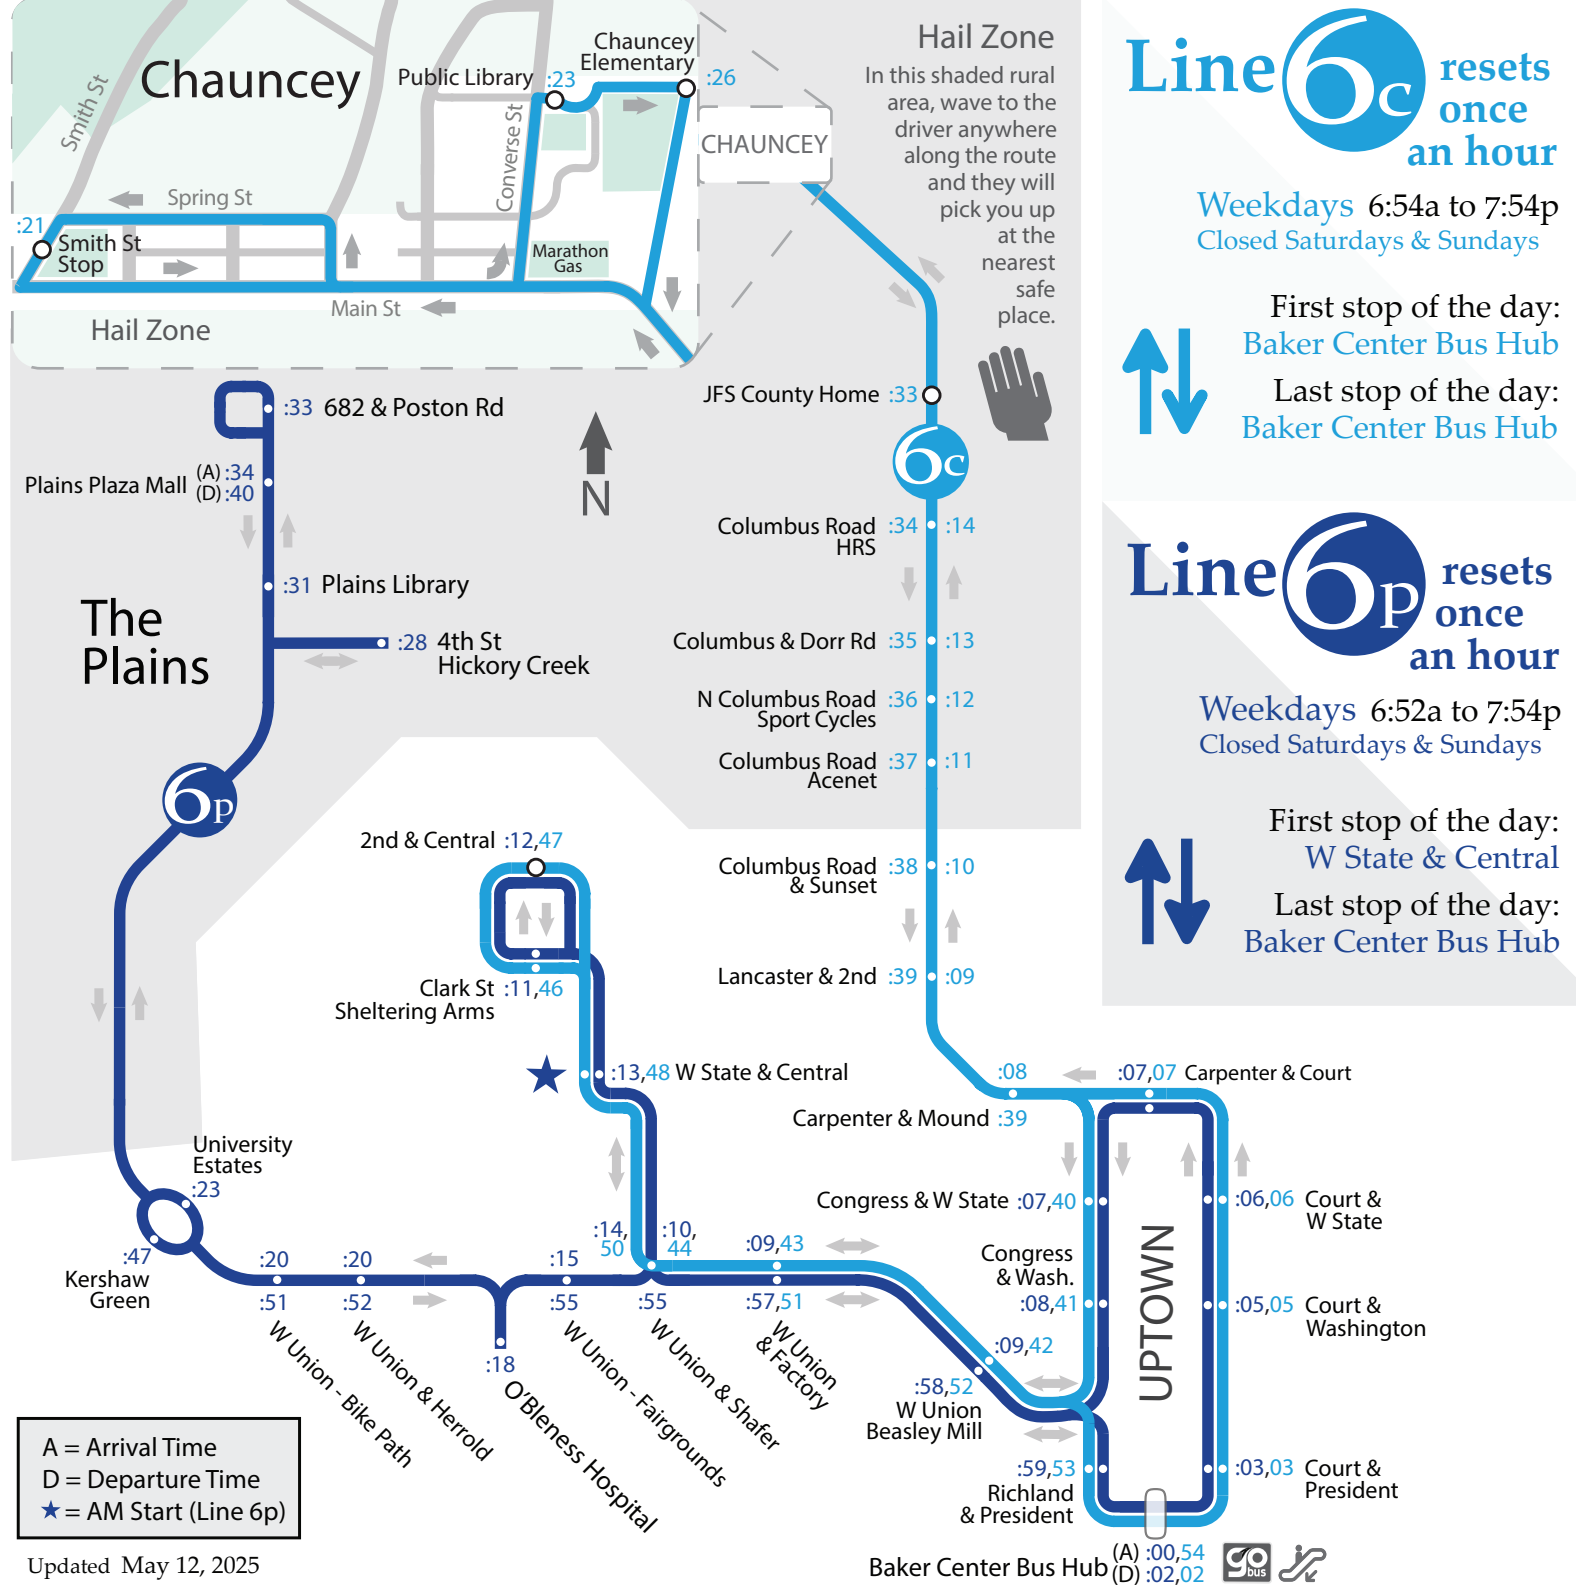 Chauncey
Smith St
Public Library
:23
Chauncey
Elementary
:26
Converse St
Spring St
:21
Smith St
Stop
Marathon
Gas
Main St
Hail Zone
CHAUNCEY
Hail Zone
In this shaded rural
area, wave to the
driver anywhere
along the route
and they will
pick you up
at the
nearest
safe
place.
Line 6c resets
once
an hour
Weekdays 6:54a to 7:54p
Closed Saturdays & Sundays
First stop of the day:
Baker Center Bus Hub
Last stop of the day:
Baker Center Bus Hub
Line 6p resets
once
an hour
Weekdays 6:52a to 7:54p
Closed Saturdays & Sundays
First stop of the day:
W State & Central
Last stop of the day:
Baker Center Bus Hub
:33 682 & Poston Rd
Plains Plaza Mall (A) :34
(D) :40
N
:31 Plains Library
The
Plains
:28 4th St
Hickory Creek
6p
JFS County Home :33
6c
Columbus Road :34 :14
HRS
Columbus & Dorr Rd :35 :13
N Columbus Road :36 :12
Sport Cycles
Columbus Road :37 :11
Acenet
Columbus Road :38 :10
& Sunset
Lancaster & 2nd :39 :09
2nd & Central :12,47
Clark St :11,46
Sheltering Arms
:13,48 W State & Central
:08
Carpenter & Mound :39
:07,07 Carpenter & Court
University
Estates
:23
:47
Kershaw
Green
:20
:51
W Union - Bike Path
:20
:52
W Union & Herrold
:18
O'Bleness Hospital
:15
:55
W Union - Fairgrounds
:14,
50
:10,
44
:55
W Union & Shafer
:09,43
:57,51
W Union
& Factory
:09,42
:58,52
W Union
Beasley Mill
Congress & W State :07,40
Congress
& Wash.
:08,41
UPTOWN
:06,06 Court &
W State
:05,05 Court &
Washington
:03,03 Court &
President
:59,53
Richland
& President
Baker Center Bus Hub (A) :00,54
(D) :02,02
go
bus
A = Arrival Time
D = Departure Time
★ = AM Start (Line 6p)
Updated May 12, 2025